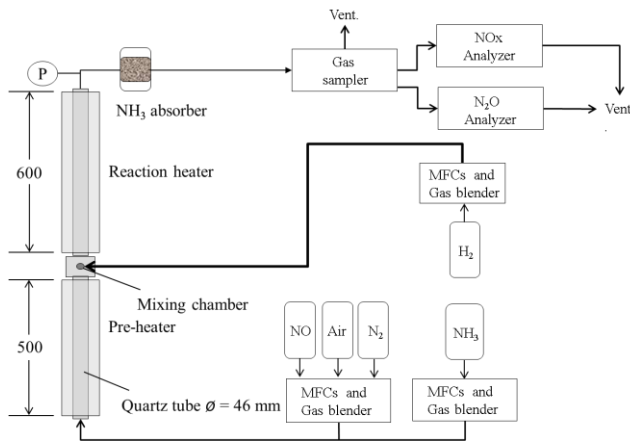 Vent.
NOx
Analyzer
P
Gas
sampler
N₂O
Analyzer
Vent
.
NH₃ absorber
600
Reaction heater
MFCs and
Gas blender
H₂
Mixing chamber
Pre-heater
NO
Air
N₂
NH₃
500
MFCs and
Gas blender
MFCs and
Gas blender
Quartz tube ø = 46 mm